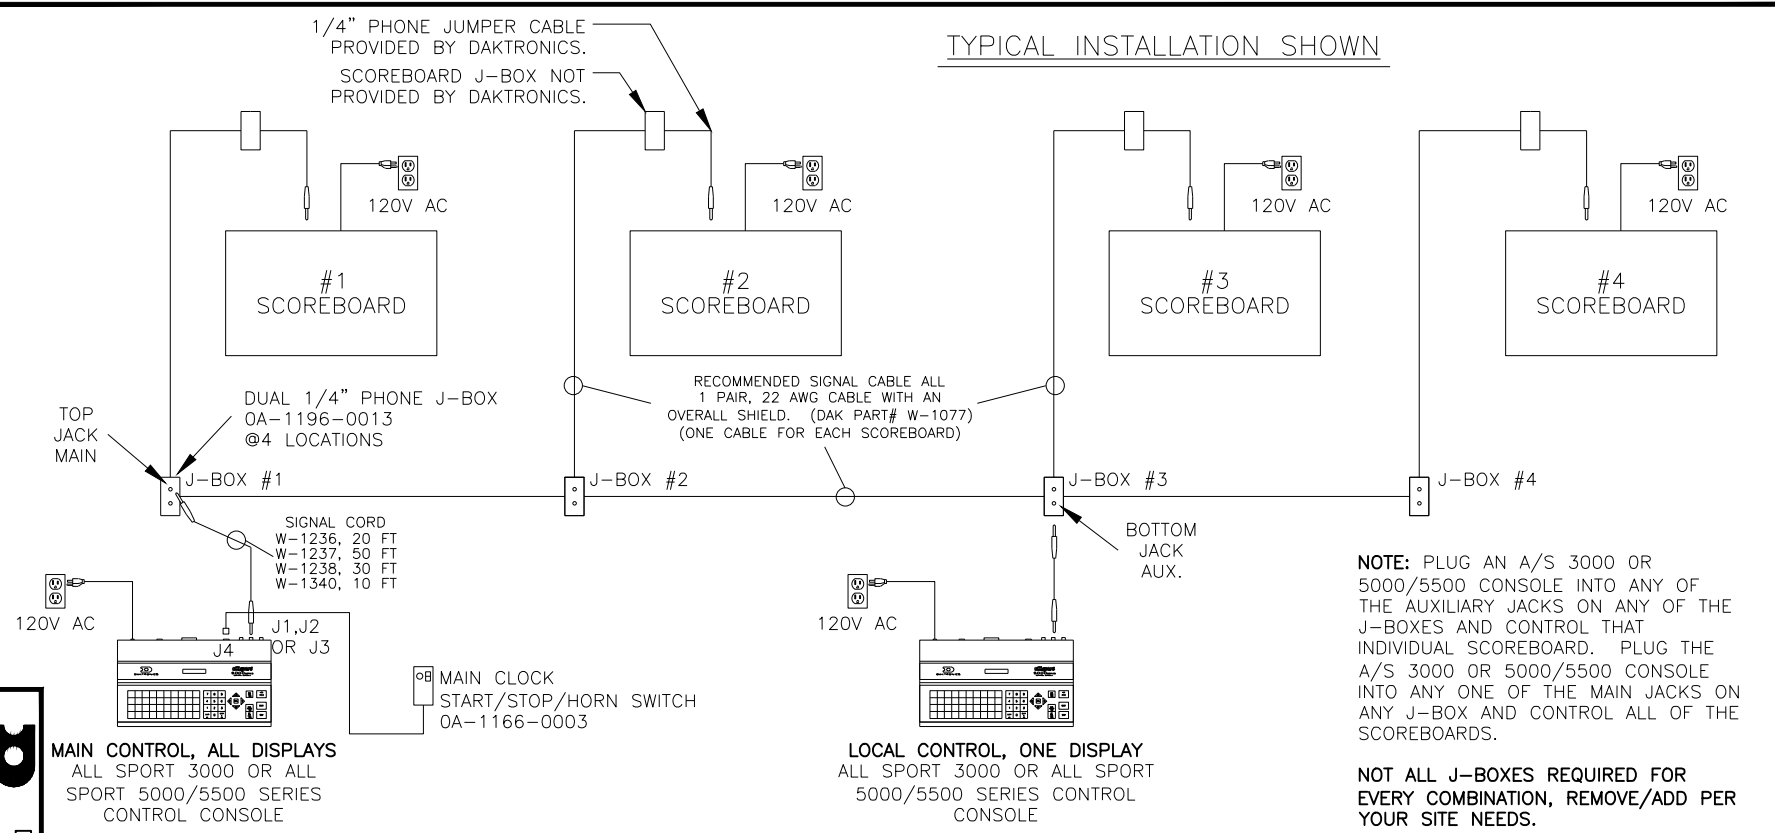 1/4” PHONE JUMPER CABLE
PROVIDED BY DAKTRONICS.
SCOREBOARD J-BOX NOT
PROVIDED BY DAKTRONICS.
TYPICAL INSTALLATION SHOWN
120V AC
120V AC
120V AC
120V AC
#1
SCOREBOARD
#2
SCOREBOARD
#3
SCOREBOARD
#4
SCOREBOARD
TOP
JACK
MAIN
DUAL 1/4” PHONE J-BOX
0A-1196-0013
@4 LOCATIONS
RECOMMENDED SIGNAL CABLE ALL
1 PAIR, 22 AWG CABLE WITH AN
OVERALL SHIELD. (DAK PART# W-1077)
(ONE CABLE FOR EACH SCOREBOARD)
J-BOX #1
J-BOX #2
J-BOX #3
J-BOX #4
SIGNAL CORD
W-1236, 20 FT
W-1237, 50 FT
W-1238, 30 FT
W-1340, 10 FT
BOTTOM
JACK
AUX.
120V AC
J1,J2
OR J3
J4
120V AC
MAIN CLOCK
START/STOP/HORN SWITCH
0A-1166-0003
MAIN CONTROL, ALL DISPLAYS
ALL SPORT 3000 OR ALL
SPORT 5000/5500 SERIES
CONTROL CONSOLE
LOCAL CONTROL, ONE DISPLAY
ALL SPORT 3000 OR ALL SPORT
5000/5500 SERIES CONTROL
CONSOLE
NOTE: PLUG AN A/S 3000 OR
5000/5500 CONSOLE INTO ANY OF
THE AUXILIARY JACKS ON ANY OF THE
J-BOXES AND CONTROL THAT
INDIVIDUAL SCOREBOARD. PLUG THE
A/S 3000 OR 5000/5500 CONSOLE
INTO ANY ONE OF THE MAIN JACKS ON
ANY J-BOX AND CONTROL ALL OF THE
SCOREBOARDS.
NOT ALL J-BOXES REQUIRED FOR
EVERY COMBINATION, REMOVE/ADD PER
YOUR SITE NEEDS.